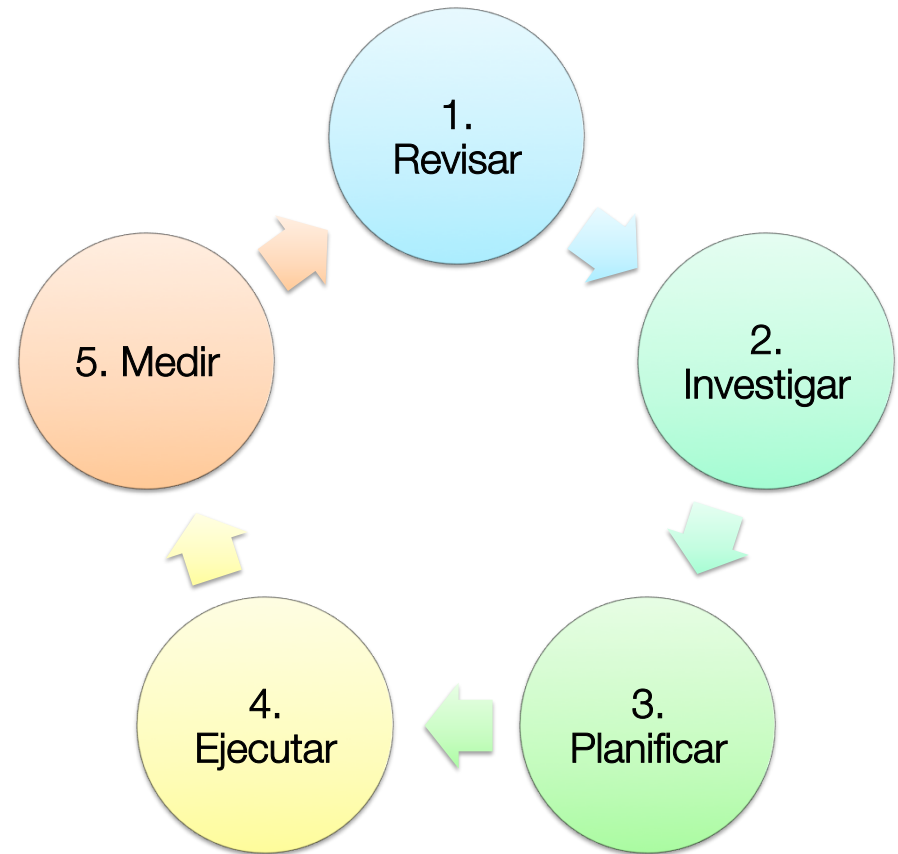 1.
Revisar
2.
Investigar
3.
Planificar
4.
Ejecutar
5. Medir